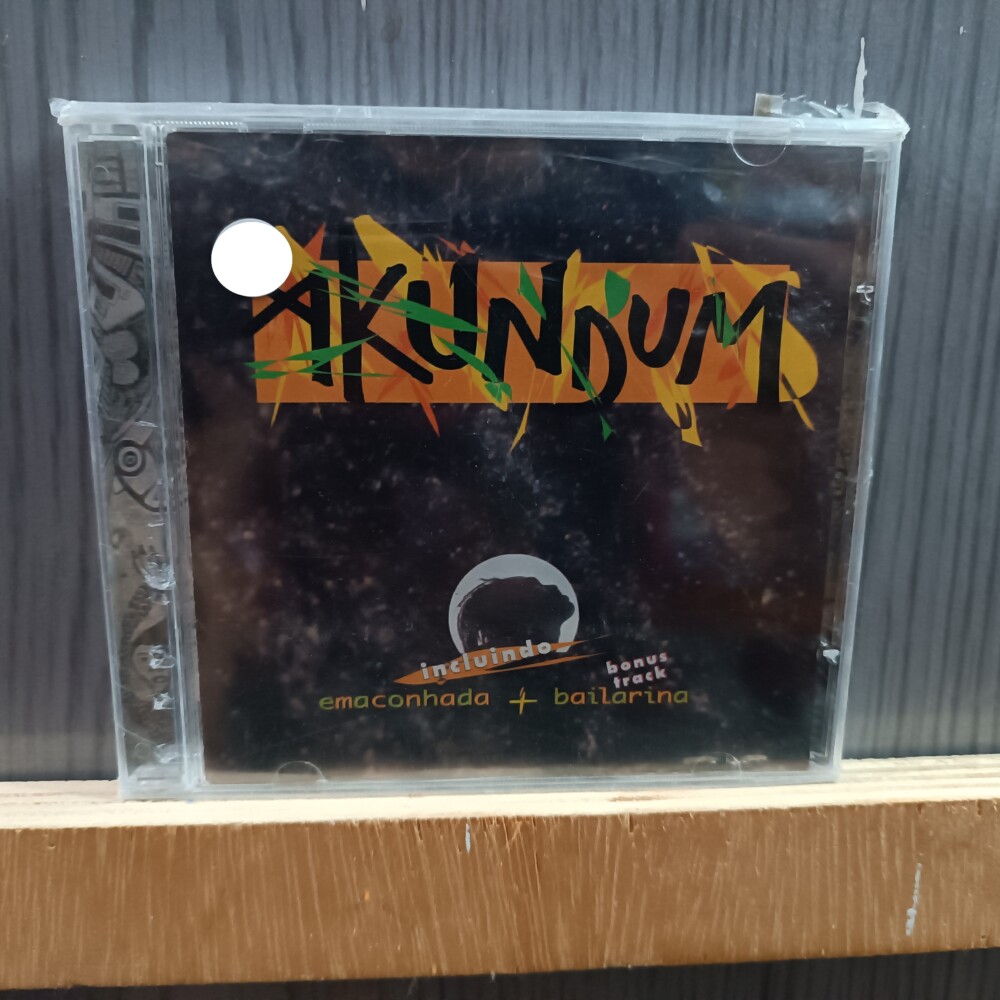 AKUNDUM
incluindo
bonus
track
emaconhada + bailarina